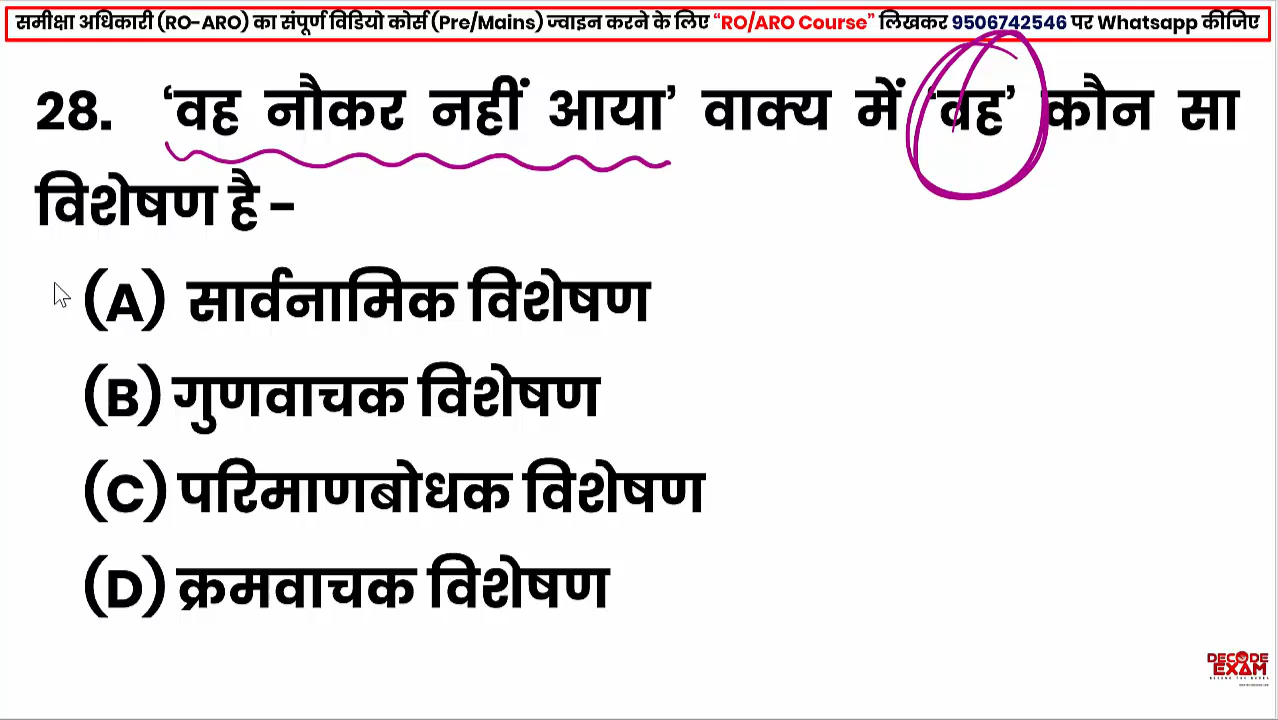 समीक्षा अधिकारी (RO-ARO) का संपूर्ण विडियो कोर्स (Pre/Mains) ज्वाइन करने के लिए “RO/ARO Course” लिखकर 9506742546 पर Whatsapp कीजिए
28. ‘वह नौकर नहीं आया’ वाक्य में ‘वह’ कौन सा
विशेषण है –
(A) सार्वनामिक विशेषण
(B) गुणवाचक विशेषण
(C) परिमाणबोधक विशेषण
(D) क्रमवाचक विशेषण
DECODE
EXAM